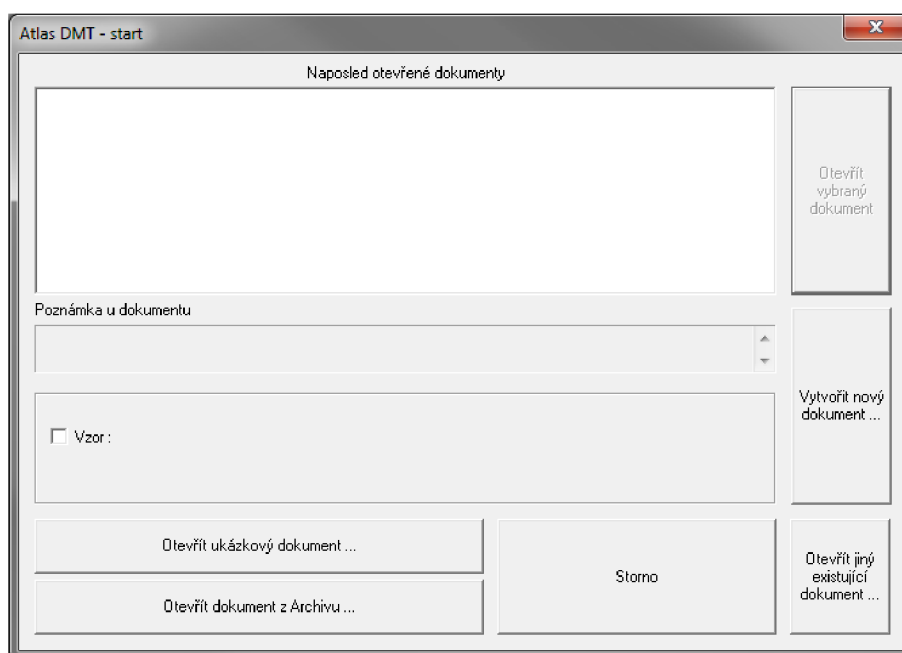 Atlas DMT - start
Naposled otevřené dokumenty
Otevřít
vybraný
dokument
Poznámka u dokumentu
Vytvořit nový
dokument ...
Vzor :
Otevřít ukázkový dokument ...
Storno
Otevřít jiný
existující
dokument ...
Otevřít dokument z Archivu ...